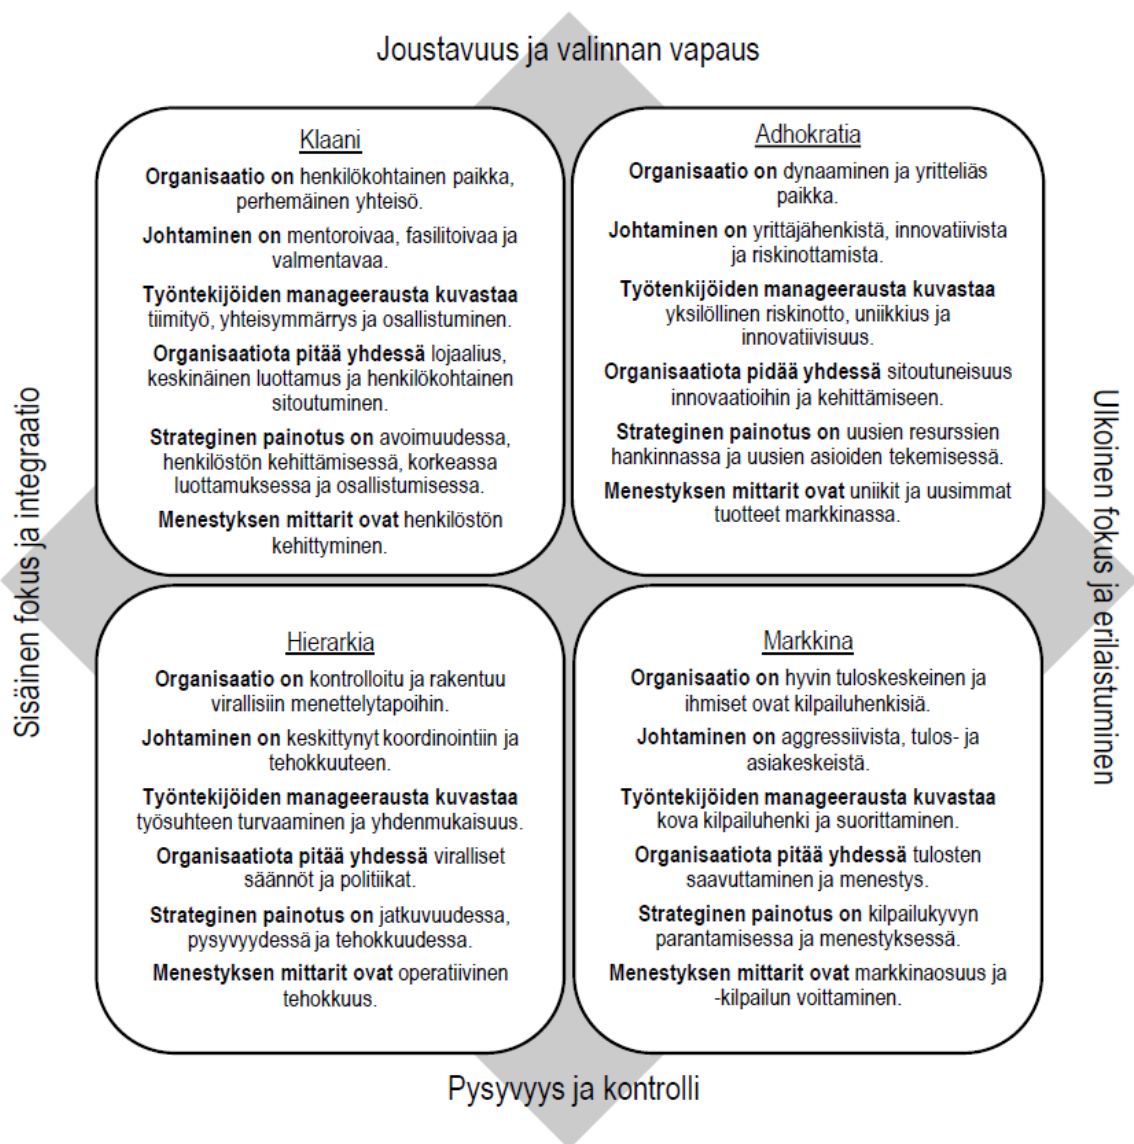 Joustavuus ja valinnan vapaus
Klaani
Organisaatio on henkilökohtainen paikka,
perhemäinen yhteisö.
Johtaminen on mentoroivaa, fasilitoivaa ja
valmentavaa.
Työntekijöiden manageerausta kuvastaa
tiimityö, yhteisymmärrys ja osallistuminen.
Organisaatiota pitää yhdessä lojaalius,
keskinäinen luottamus ja henkilökohtainen
sitoutuminen.
Strateginen painotus on avoimuudessa,
henkilöstön kehittämisessä, korkeassa
luottamuksessa ja osallistumisessa.
Menestyksen mittarit ovat henkilöstön
kehittyminen.
Adhokratia
Organisaatio on dynaaminen ja yritteliäs
paikka.
Johtaminen on yrittäjähenkistä, innovatiivista
ja riskinottamista.
Työtenkijöiden manageerausta kuvastaa
yksilöllinen riskinotto, uniikkius ja
innovatiivisuus.
Organisaatiota pidää yhdessä sitoutuneisuus
innovaatioihin ja kehittämiseen.
Strateginen painotus on uusien resurssien
hankinnassa ja uusien asioiden tekemisessä.
Menestyksen mittarit ovat uniikit ja uusimmat
tuotteet markkinassa.
Sisäinen fokus ja integraatio
Ulkoinen fokus ja erilaistuminen
Hierarkia
Organisaatio on kontrolloitu ja rakentuu
virallisiin menettelytapoihin.
Johtaminen on keskittynyt koordinointiin ja
tehokkuuteen.
Työntekijöiden manageerausta kuvastaa
työsuhteen turvaaminen ja yhdenmukaisuus.
Organisaatiota pitää yhdessä viralliset
säännöt ja politiikat.
Strateginen painotus on jatkuvuudessa,
pysyvyydessä ja tehokkuudessa.
Menestyksen mittarit ovat operatiivinen
tehokkuus.
Markkina
Organisaatio on hyvin tuloskeskeinen ja
ihmiset ovat kilpailuhenkisiä.
Johtaminen on aggressiivista, tulos- ja
asiakeskeistä.
Työntekijöiden manageerausta kuvastaa
kova kilpailuhenki ja suorittaminen.
Organisaatiota pitää yhdessä tulosten
saavuttaminen ja menestys.
Strateginen painotus on kilpailukyvyn
parantamisessa ja menestyksessä.
Menestyksen mittarit ovat markkinaosuus ja
-kilpailun voittaminen.
Pysyvyys ja kontrolli